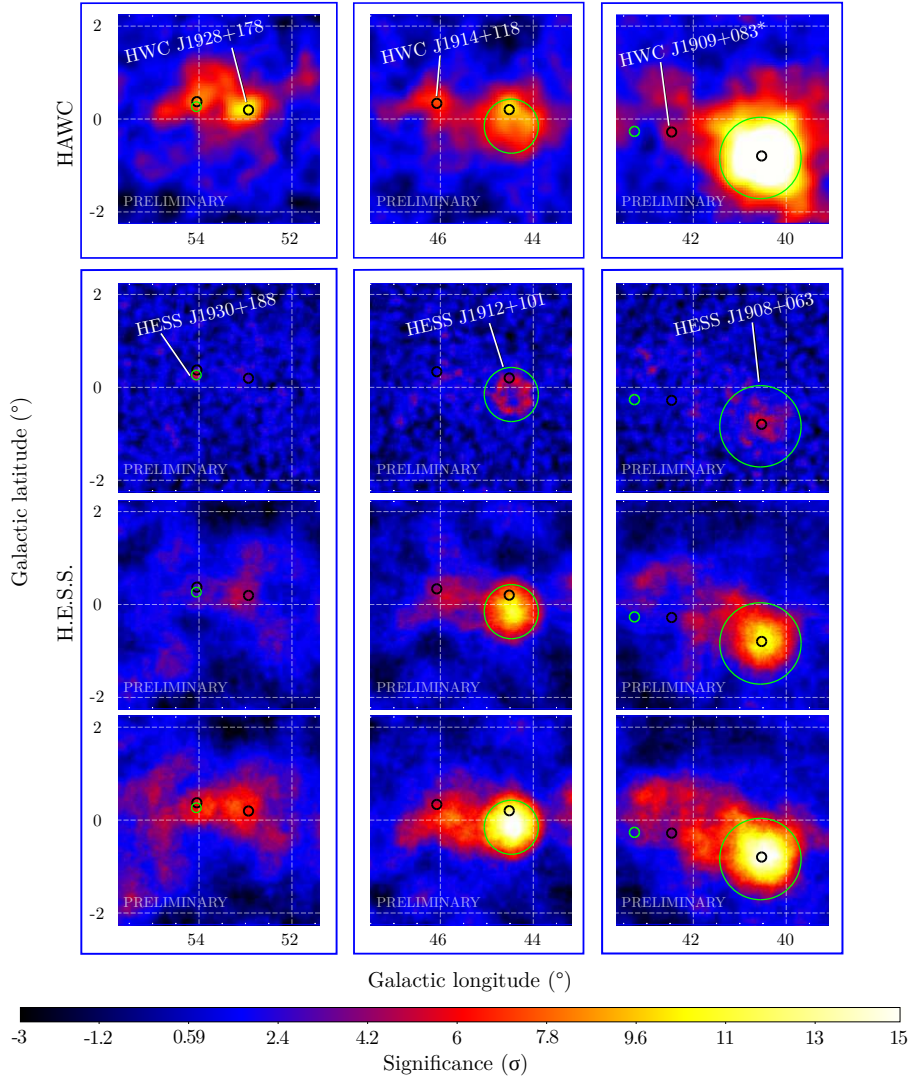 HAWC
2
0
-2
HWC J1928+178
PRELIMINARY
54
52
HWC J1914+118
PRELIMINARY
46
44
HWC J1909+083*
PRELIMINARY
42
40
Galactic latitude (°)
H.E.S.S.
2
0
-2
HESS J1930+188
PRELIMINARY
HESS J1912+101
PRELIMINARY
HESS J1908+063
PRELIMINARY
2
0
-2
PRELIMINARY
PRELIMINARY
PRELIMINARY
2
0
-2
PRELIMINARY
PRELIMINARY
PRELIMINARY
54
52
46
44
42
40
Galactic longitude (°)
-3 -1.2 0.59 2.4 4.2 6 7.8 9.6 11 13 15
Significance (σ)